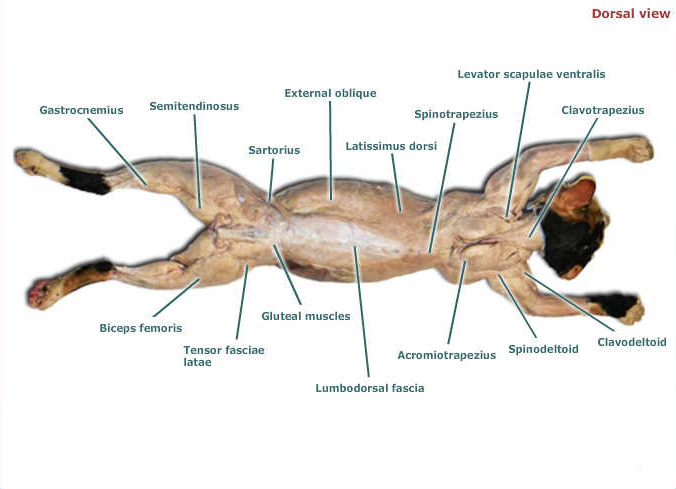 Dorsal view
Levator scapulae ventralis
External oblique
Gastrocnemius
Semitendinosus
Spinotrapezius
Clavotrapezius
Sartorius
Latissimus dorsi
Biceps femoris
Gluteal muscles
Tensor fasciae
latae
Acromiotrapezius
Spinodeltoid
Clavodeltoid
Lumbodorsal fascia